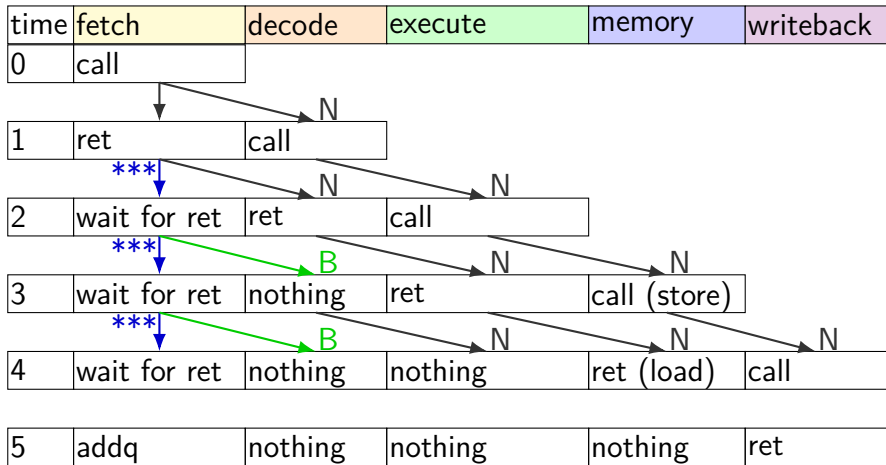 time fetch decode execute memory writeback
0 call
N
1 ret call
*** N N
2 wait for ret ret call
*** B N N
3 wait for ret nothing ret call (store)
*** B N N N
4 wait for ret nothing nothing ret (load) call
5 addq nothing nothing nothing ret